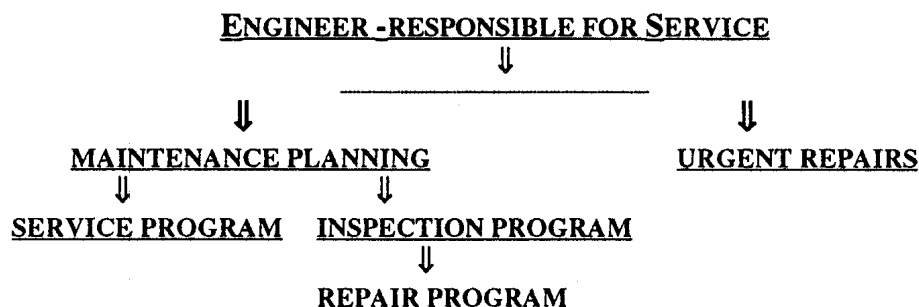 ENGINEER -RESPONSIBLE FOR SERVICE
⇓
⇓ ⇓
MAINTENANCE PLANNING URGENT REPAIRS
⇓ ⇓
SERVICE PROGRAM INSPECTION PROGRAM
⇓
REPAIR PROGRAM